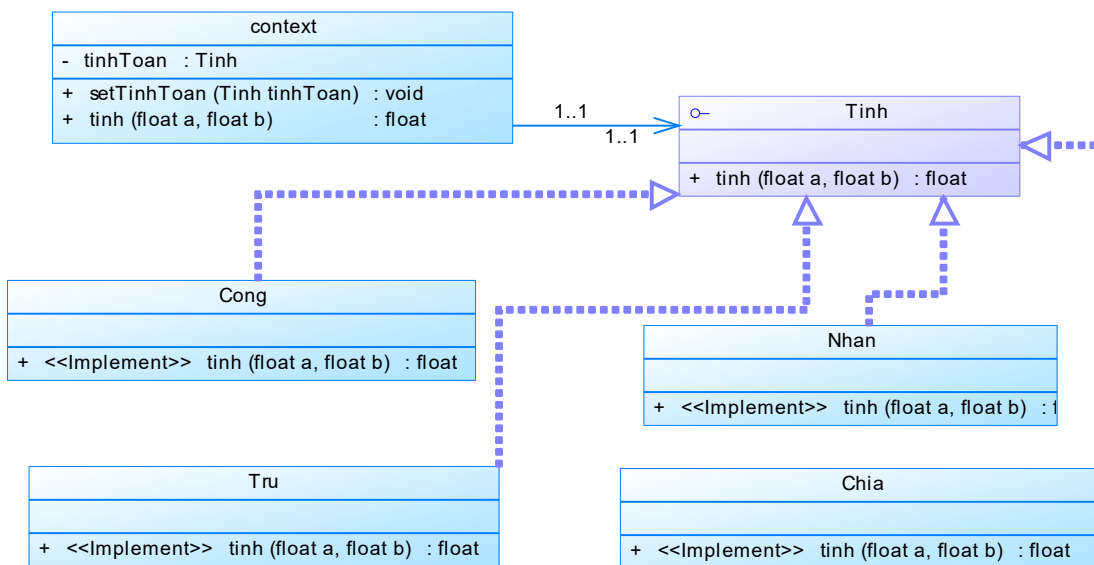 context
- tinhToan : Tinh
+ setTinhToan (Tinh tinhToan) : void
+ tinh (float a, float b) : float
1..1
1..1
Tinh
+ tinh (float a, float b) : float
Cong
+ <<Implement>> tinh (float a, float b) : float
Nhan
+ <<Implement>> tinh (float a, float b) :
Tru
+ <<Implement>> tinh (float a, float b) : float
Chia
+ <<Implement>> tinh (float a, float b) : float